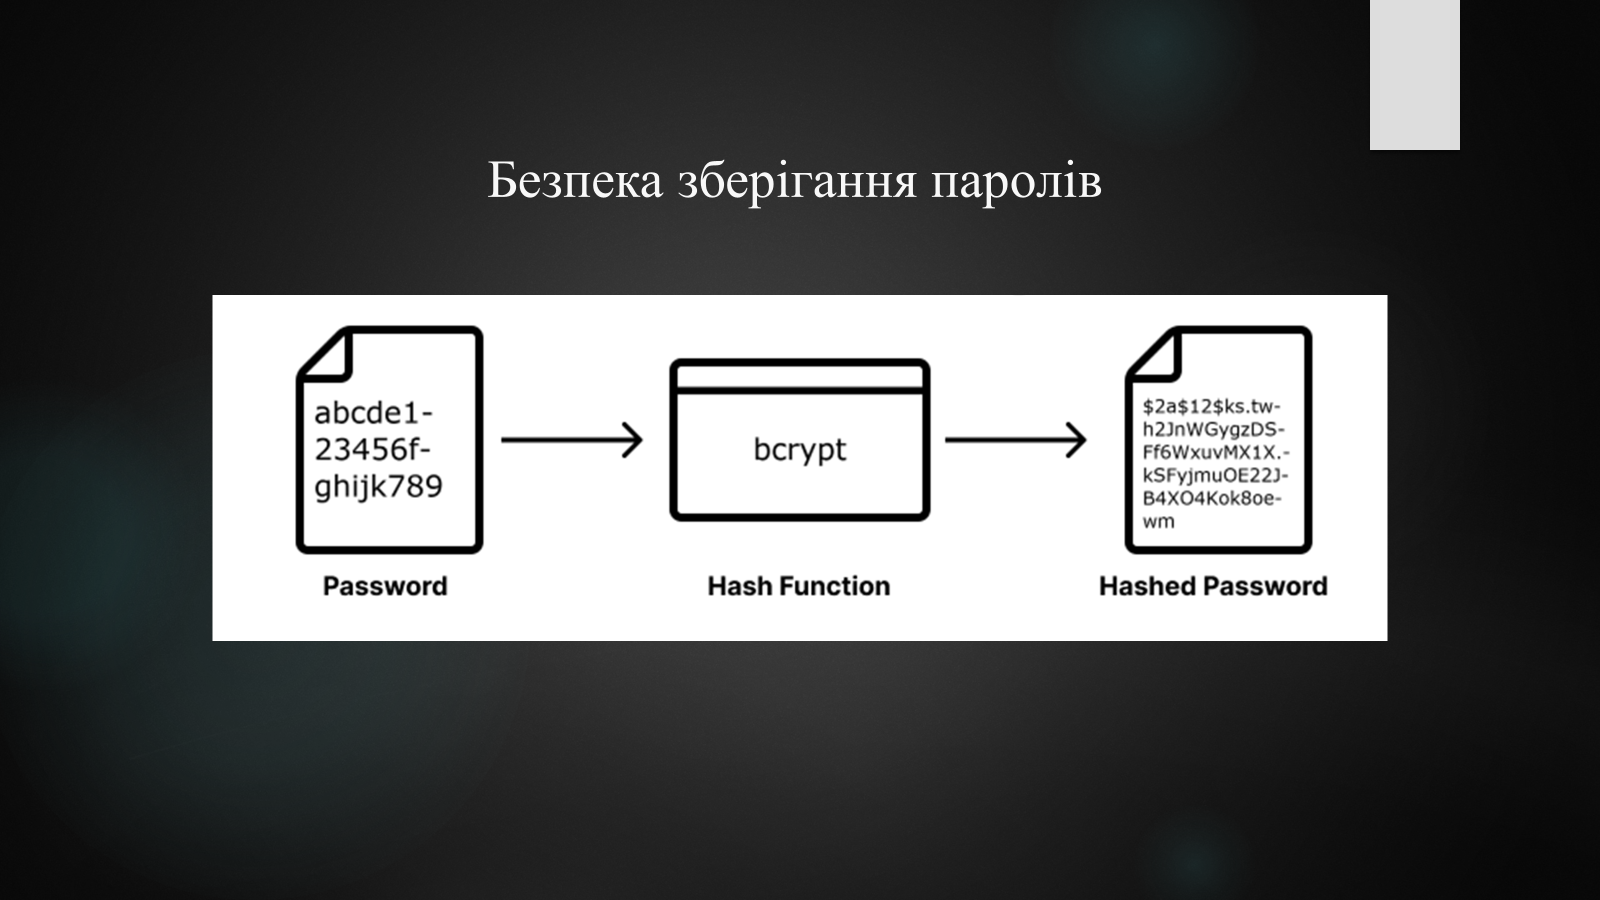 Безпека зберігання паролів
abcde1-
23456f-
ghijk789
bcrypt
$2a$12$ks.tw-
h2JnWGygzDS-
Ff6WxuvMX1X.-
kSFyjmuOE22J-
B4XO4Kok8oe-
wm
Password
Hash Function
Hashed Password